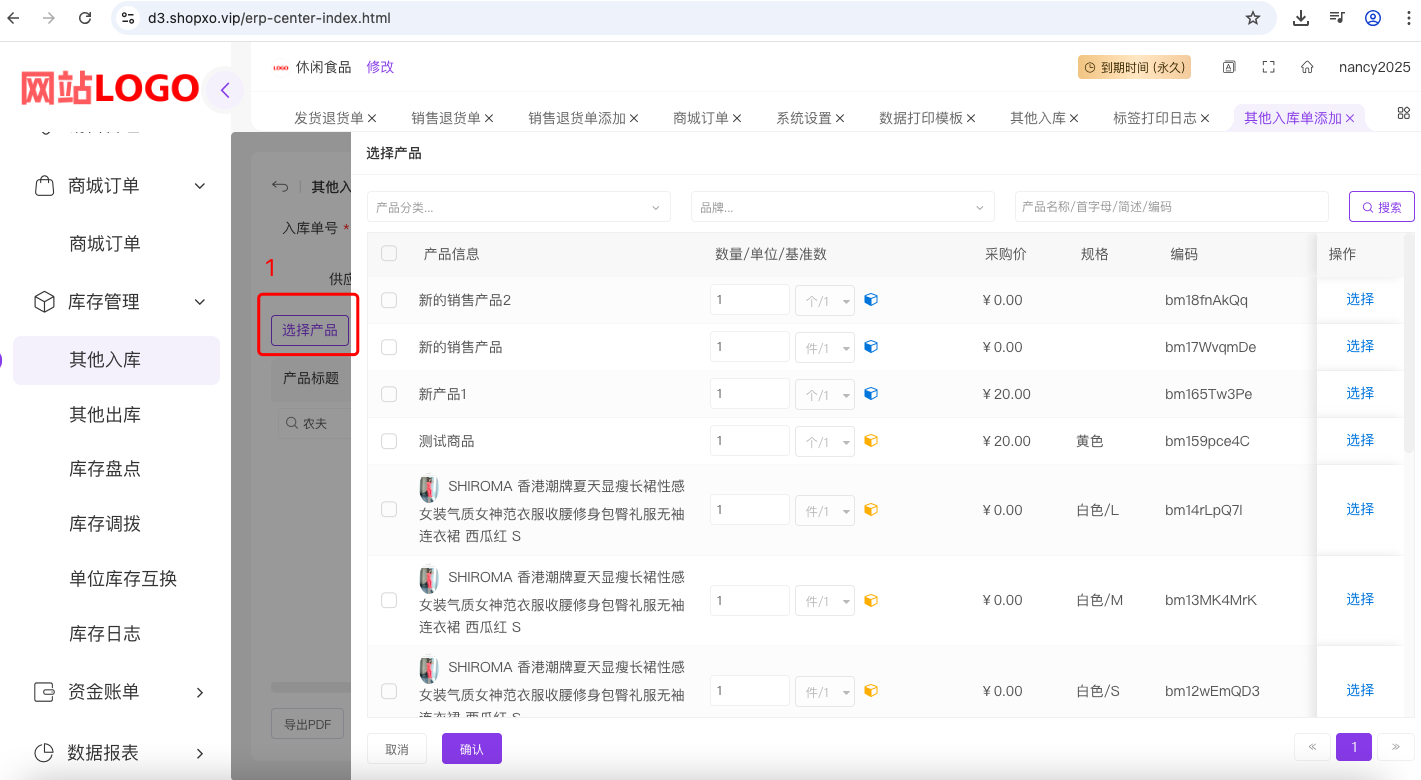 d3.shopxo.vip/erp-center-index.html
网站LOGO
LOGO 休闲食品 修改
到期时间 (永久)
nancy2025
发货退货单 × 销售退货单 × 销售退货单添加 × 商城订单 × 系统设置 × 数据打印模板 × 其他入库 × 标签打印日志 × 其他入库单添加 ×
商城订单
商城订单
库存管理
其他入库
其他出库
库存盘点
库存调拨
单位库存互换
库存日志
资金账单
数据报表
其他入
入库单号 *
1
供应
选择产品
产品标题
农夫
导出PDF
选择产品
产品分类... 品牌... 产品名称/首字母/简述/编码 搜索
产品信息 数量/单位/基准数 采购价 规格 编码 操作
新的销售产品2 1 个/1 ￥0.00 bm18fnAkQq 选择
新的销售产品 1 件/1 ￥0.00 bm17WvqmDe 选择
新产品1 1 个/1 ￥20.00 bm165Tw3Pe 选择
测试商品 1 个/1 ￥20.00 黄色 bm159pce4C 选择
SHIROMA 香港潮牌夏天显瘦长裙性感
女装气质女神范衣服收腰修身包臀礼服无袖 1 件/1 ￥0.00 白色/L bm14rLpQ7l 选择
连衣裙 西瓜红 S
SHIROMA 香港潮牌夏天显瘦长裙性感
女装气质女神范衣服收腰修身包臀礼服无袖 1 件/1 ￥0.00 白色/M bm13MK4MrK 选择
连衣裙 西瓜红 S
SHIROMA 香港潮牌夏天显瘦长裙性感
女装气质女神范衣服收腰修身包臀礼服无袖 1 件/1 ￥0.00 白色/S bm12wEmQD3 选择
连衣裙 西瓜红 S
取消 确认
« 1 »